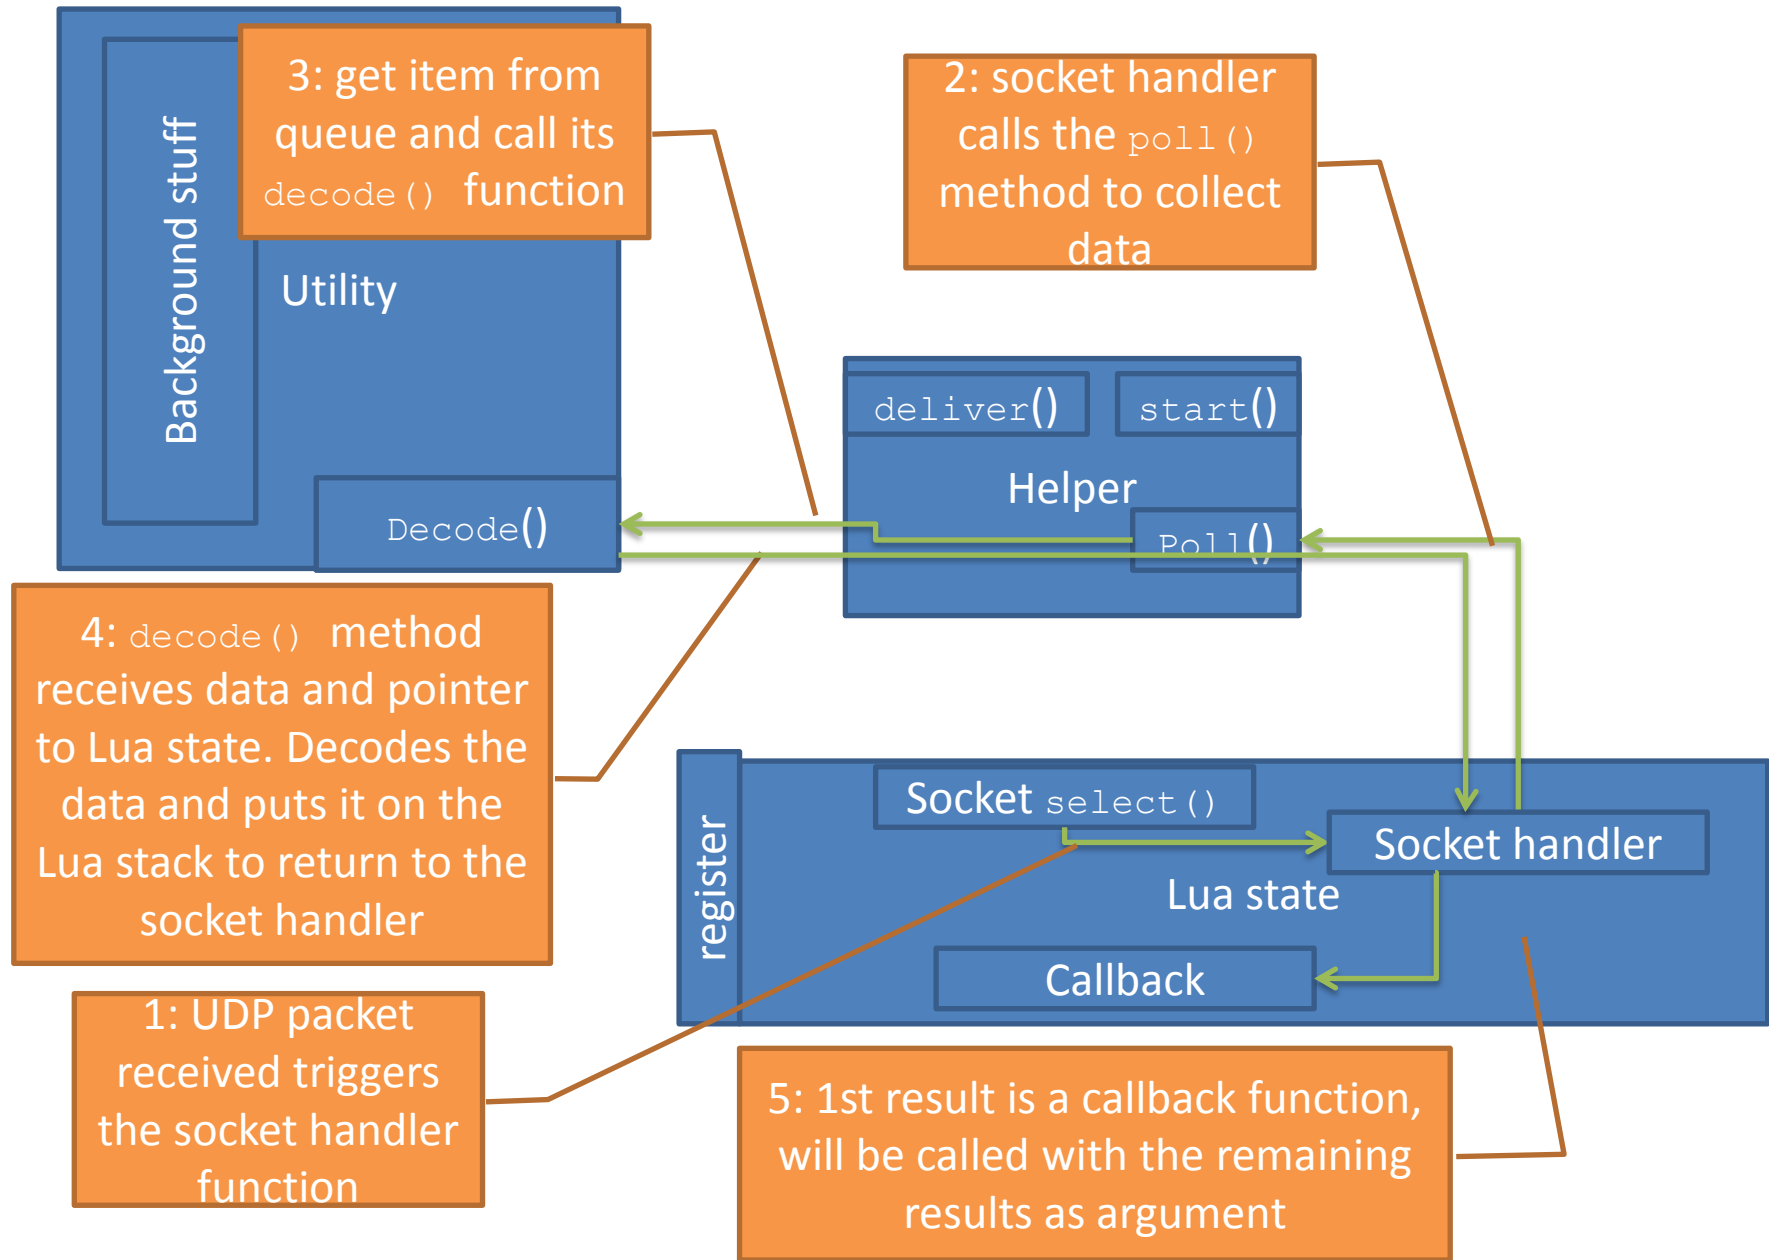 3: get item from
queue and call its
decode() function
2: socket handler
calls the poll()
method to collect
data
Background stuff
Utility
deliver()
start()
Helper
Decode()
Poll()
4: decode() method
receives data and pointer
to Lua state. Decodes the
data and puts it on the
Lua stack to return to the
socket handler
register
Socket select()
Socket handler
Lua state
Callback
1: UDP packet
received triggers
the socket handler
function
5: 1st result is a callback function,
will be called with the remaining
results as argument